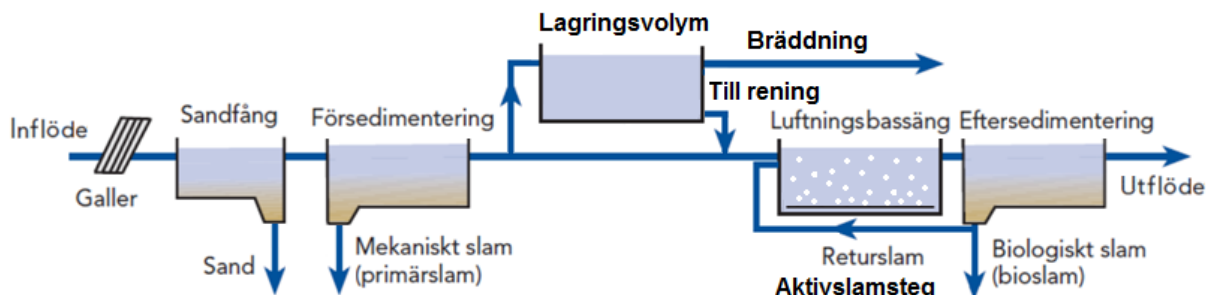 Lagringsvolym
Bräddning
Till rening
Sandfång
Försedimentering
Luftningsbassäng
Eftersedimentering
Inflöde
Galler
Utflöde
Sand
Mekaniskt slam
(primärslam)
Returslam
Biologiskt slam
(bioslam)
Aktivslamsteg